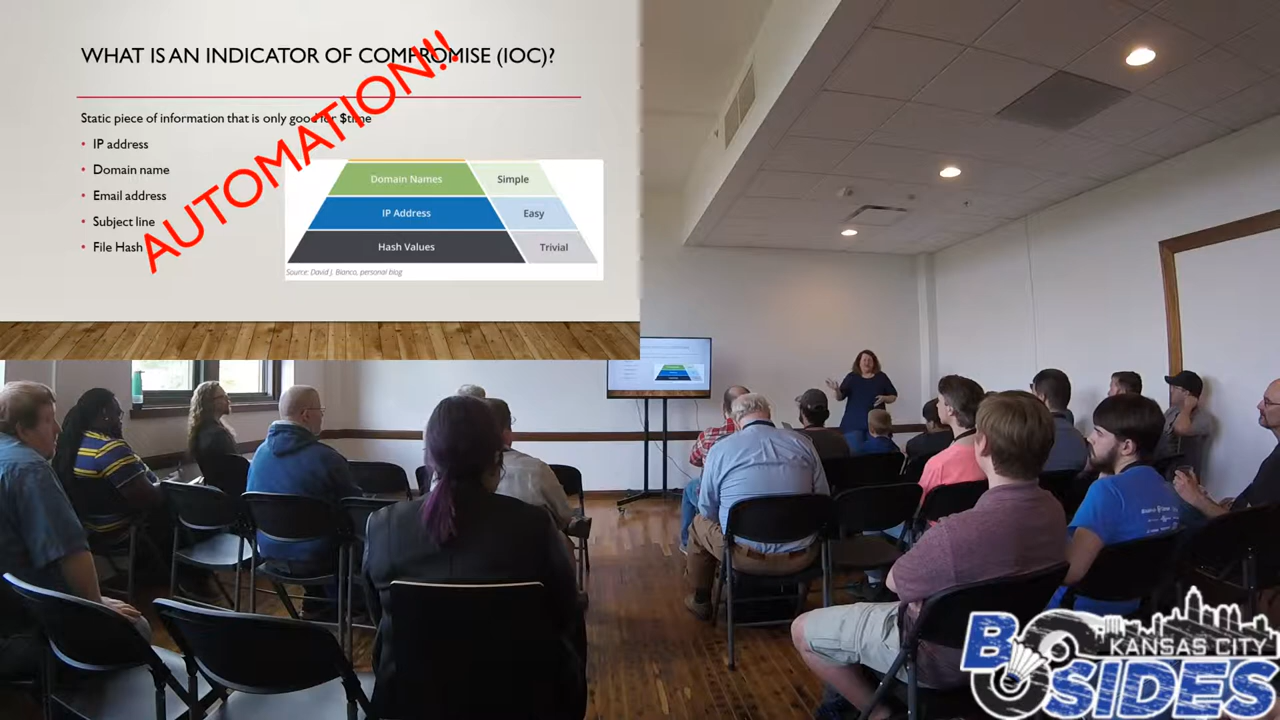 WHAT IS AN INDICATOR OF COMPROMISE (IOC)?
Static piece of information that is only good for $time
• IP address
• Domain name
• Email address
• Subject line
• File Hash
AUTOMATION!!
Domain Names Simple
IP Address Easy
Hash Values Trivial
Source: David J. Bianco, personal blog
KANSAS CITY
BSIDES